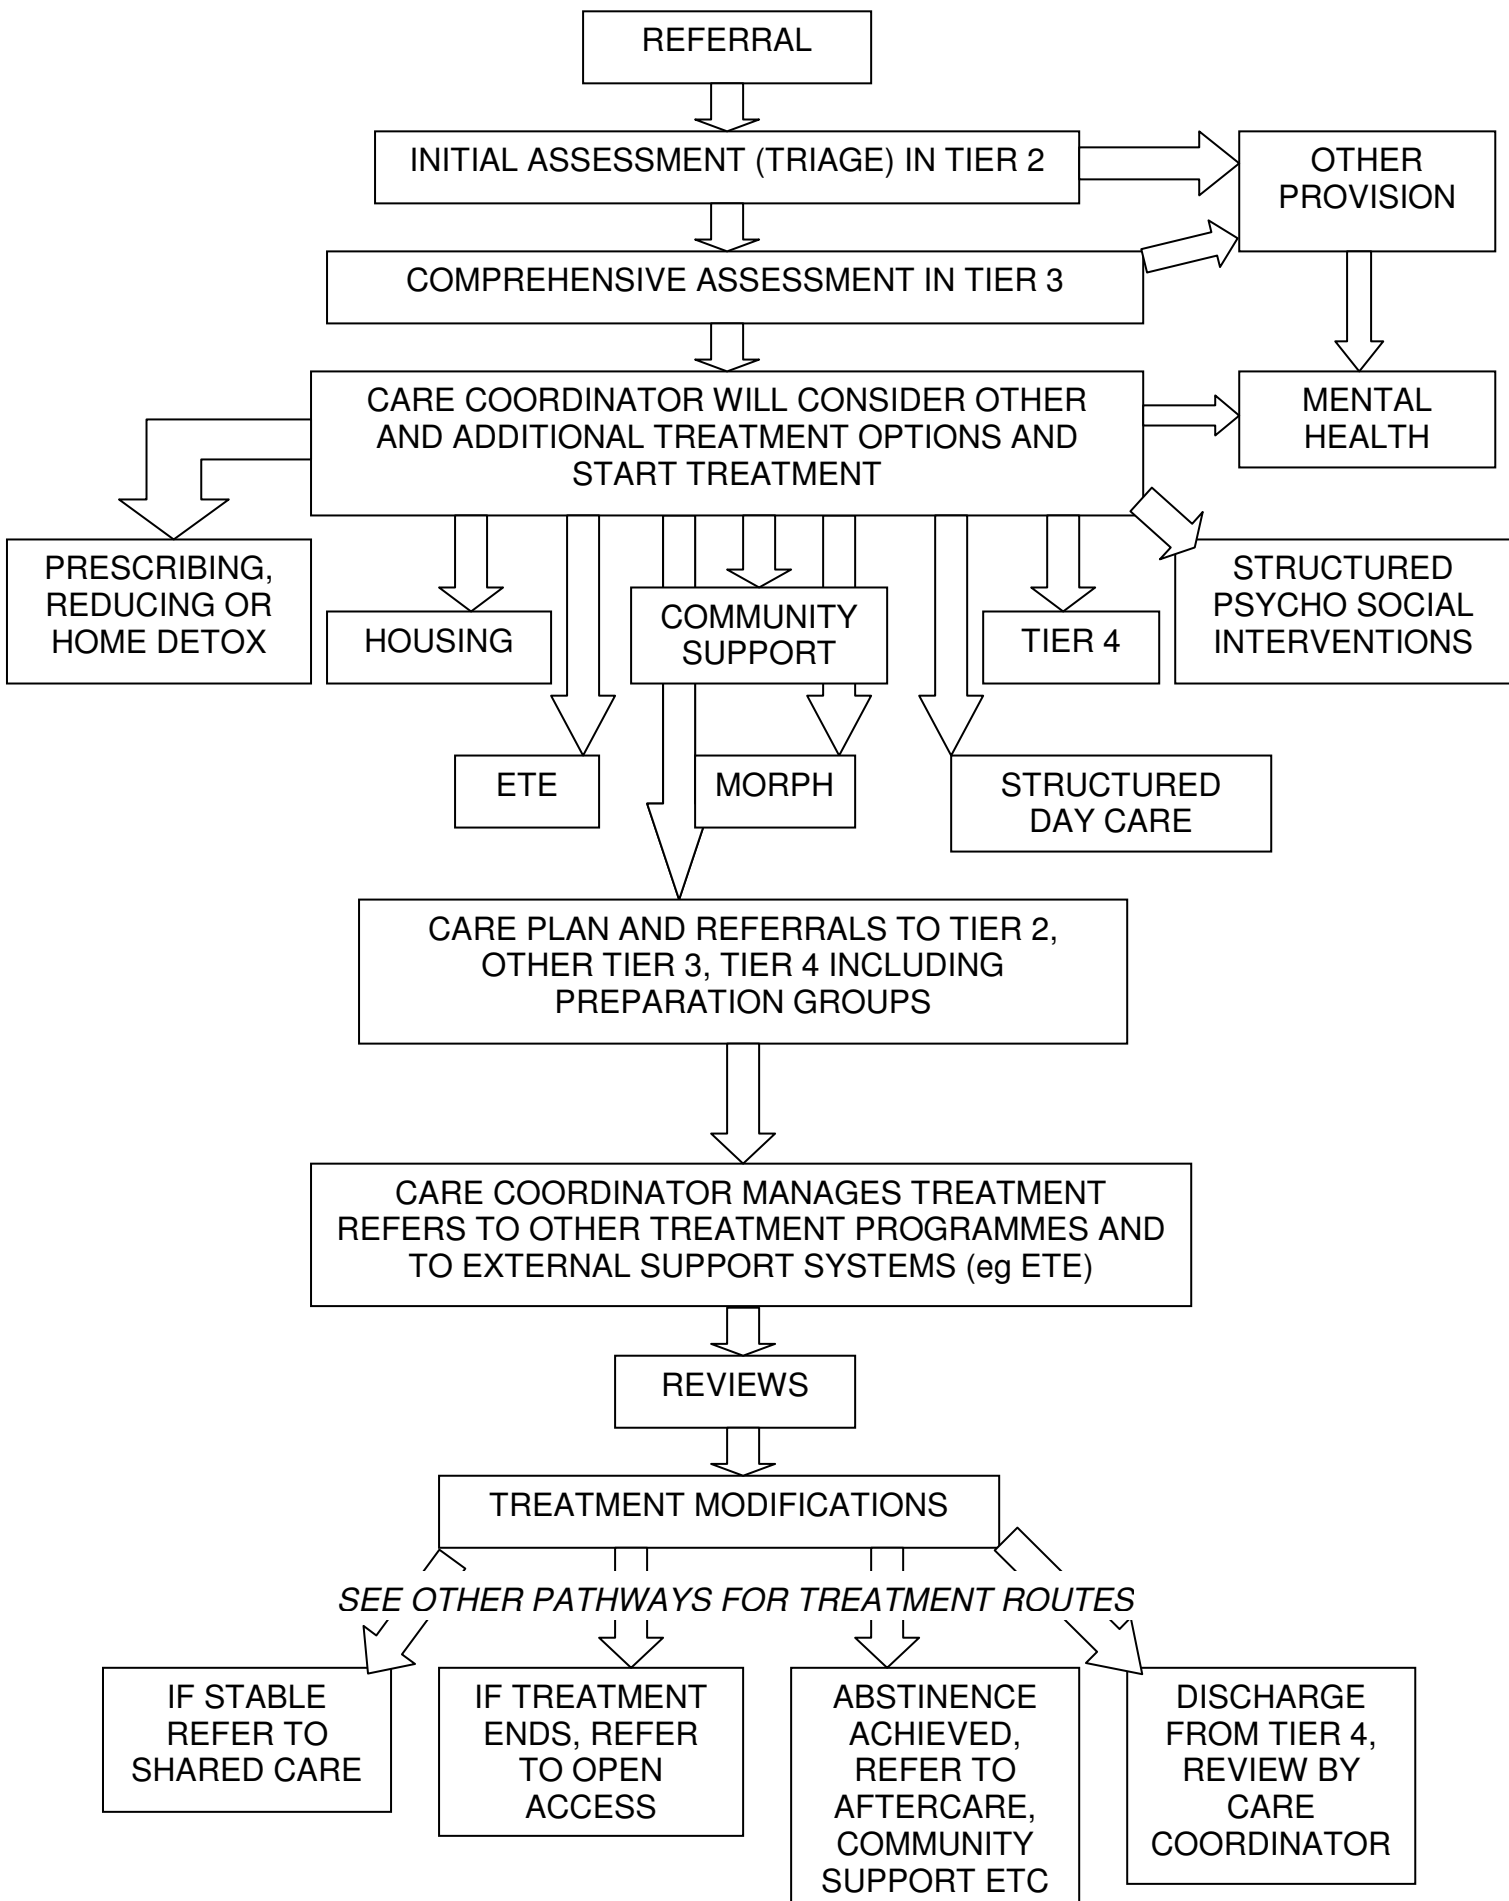 REFERRAL
INITIAL ASSESSMENT (TRIAGE) IN TIER 2
OTHER
PROVISION
COMPREHENSIVE ASSESSMENT IN TIER 3
CARE COORDINATOR WILL CONSIDER OTHER
AND ADDITIONAL TREATMENT OPTIONS AND
START TREATMENT
MENTAL
HEALTH
PRESCRIBING,
REDUCING OR
HOME DETOX
HOUSING
COMMUNITY
SUPPORT
TIER 4
STRUCTURED
PSYCHO SOCIAL
INTERVENTIONS
ETE
MORPH
STRUCTURED
DAY CARE
CARE PLAN AND REFERRALS TO TIER 2,
OTHER TIER 3, TIER 4 INCLUDING
PREPARATION GROUPS
CARE COORDINATOR MANAGES TREATMENT
REFERS TO OTHER TREATMENT PROGRAMMES AND
TO EXTERNAL SUPPORT SYSTEMS (eg ETE)
REVIEWS
TREATMENT MODIFICATIONS
SEE OTHER PATHWAYS FOR TREATMENT ROUTES
IF STABLE
REFER TO
SHARED CARE
IF TREATMENT
ENDS, REFER
TO OPEN
ACCESS
ABSTINENCE
ACHIEVED,
REFER TO
AFTERCARE,
COMMUNITY
SUPPORT ETC
DISCHARGE
FROM TIER 4,
REVIEW BY
CARE
COORDINATOR